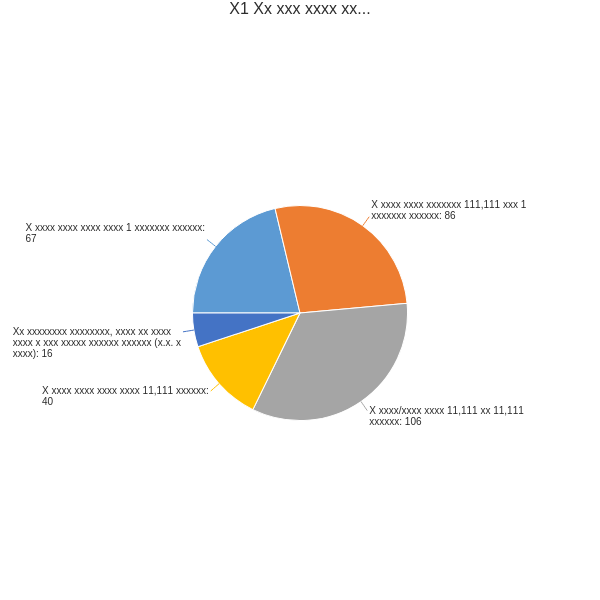 X1 Xx xxx xxxx xx...
X xxxx xxxx xxxxxxx 111,111 xxx 1
xxxxxxx xxxxxx: 86
X xxxx xxxx xxxx xxxx 1 xxxxxxx xxxxxx:
67
Xx xxxxxxxx xxxxxxxx, xxxx xx xxxx
xxxx x xxx xxxxx xxxxxx xxxxxx (x.x. x
xxxx): 16
X xxxx xxxx xxxx xxxx 11,111 xxxxxx:
40
X xxxx/xxxx xxxx 11,111 xx 11,111
xxxxxx: 106